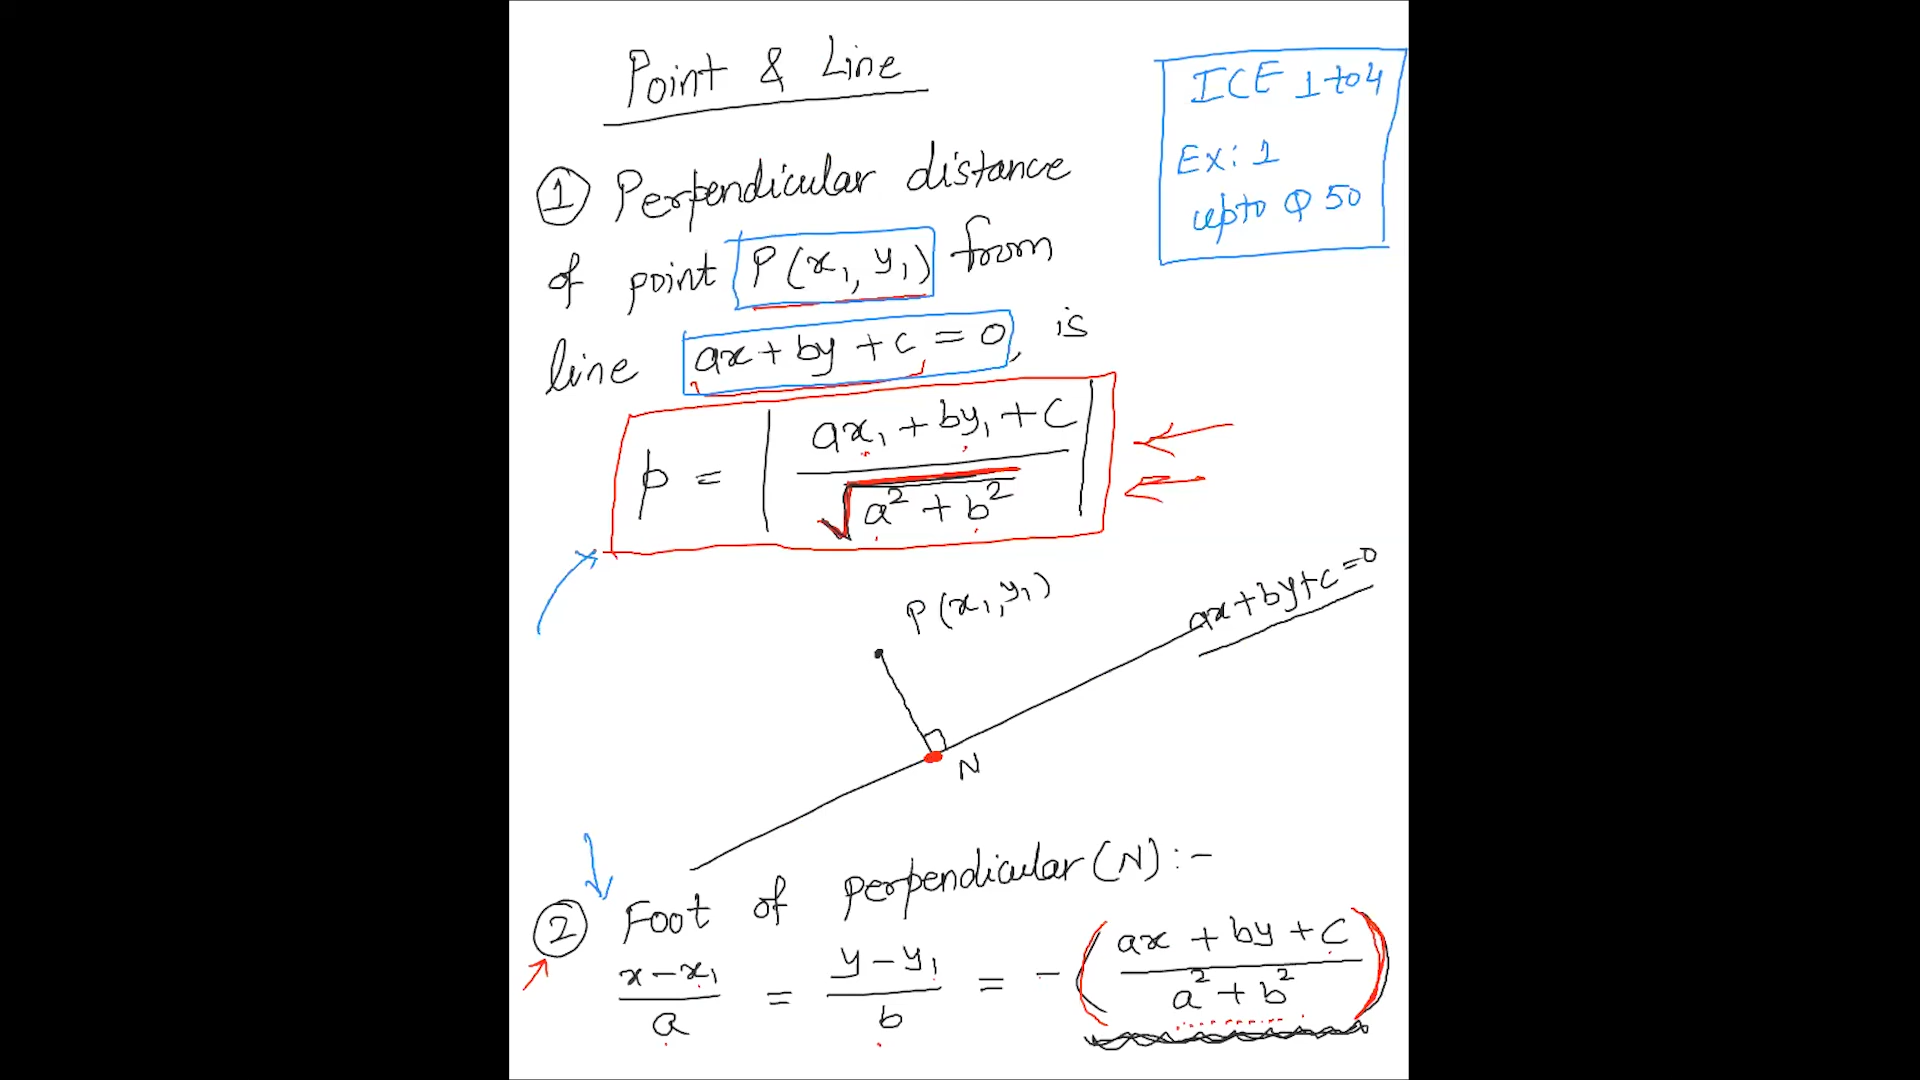 Point & Line
ICE 1 to 4
Ex: 1
upto Q 50
① Perpendicular distance
of point P(x₁, y₁) from
line ax + by + c = 0, is
p = | ax₁ + by₁ + c / √a² + b² |
P(x₁, y₁)
ax + by + c = 0
N
② Foot of perpendicular (N) :-
x - x₁ / a = y - y₁ / b = - ( ax + by + c / a² + b² )